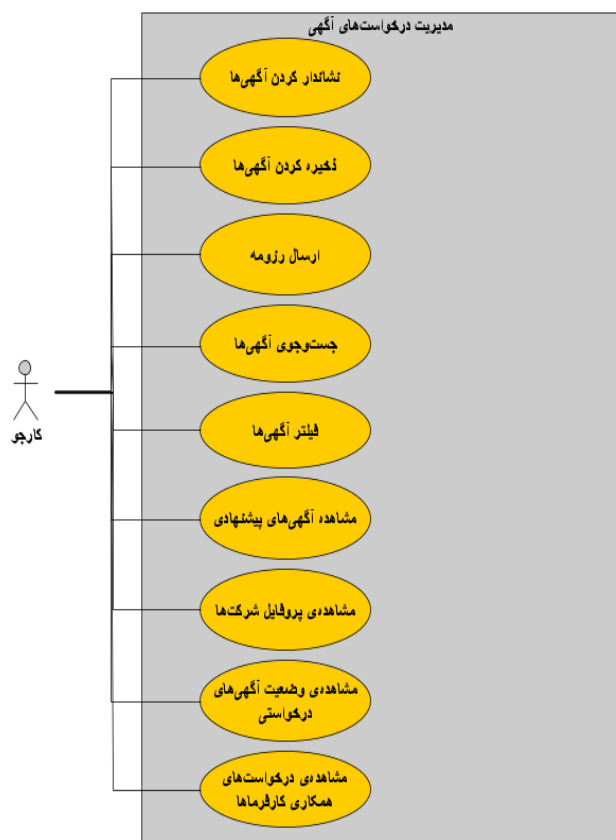 مدیریت درخواست‌های آگهی
نشاندار کردن آگهی‌ها
ذخیره کردن آگهی‌ها
ارسال رزومه
جست‌وجوی آگهی‌ها
کارجو
فیلتر آگهی‌ها
مشاهده آگهی‌های پیشنهادی
مشاهده‌ی پروفایل شرکت‌ها
مشاهده‌ی وضعیت آگهی‌های
درخواستی
مشاهده‌ی درخواست‌های
همکاری کارفرماها